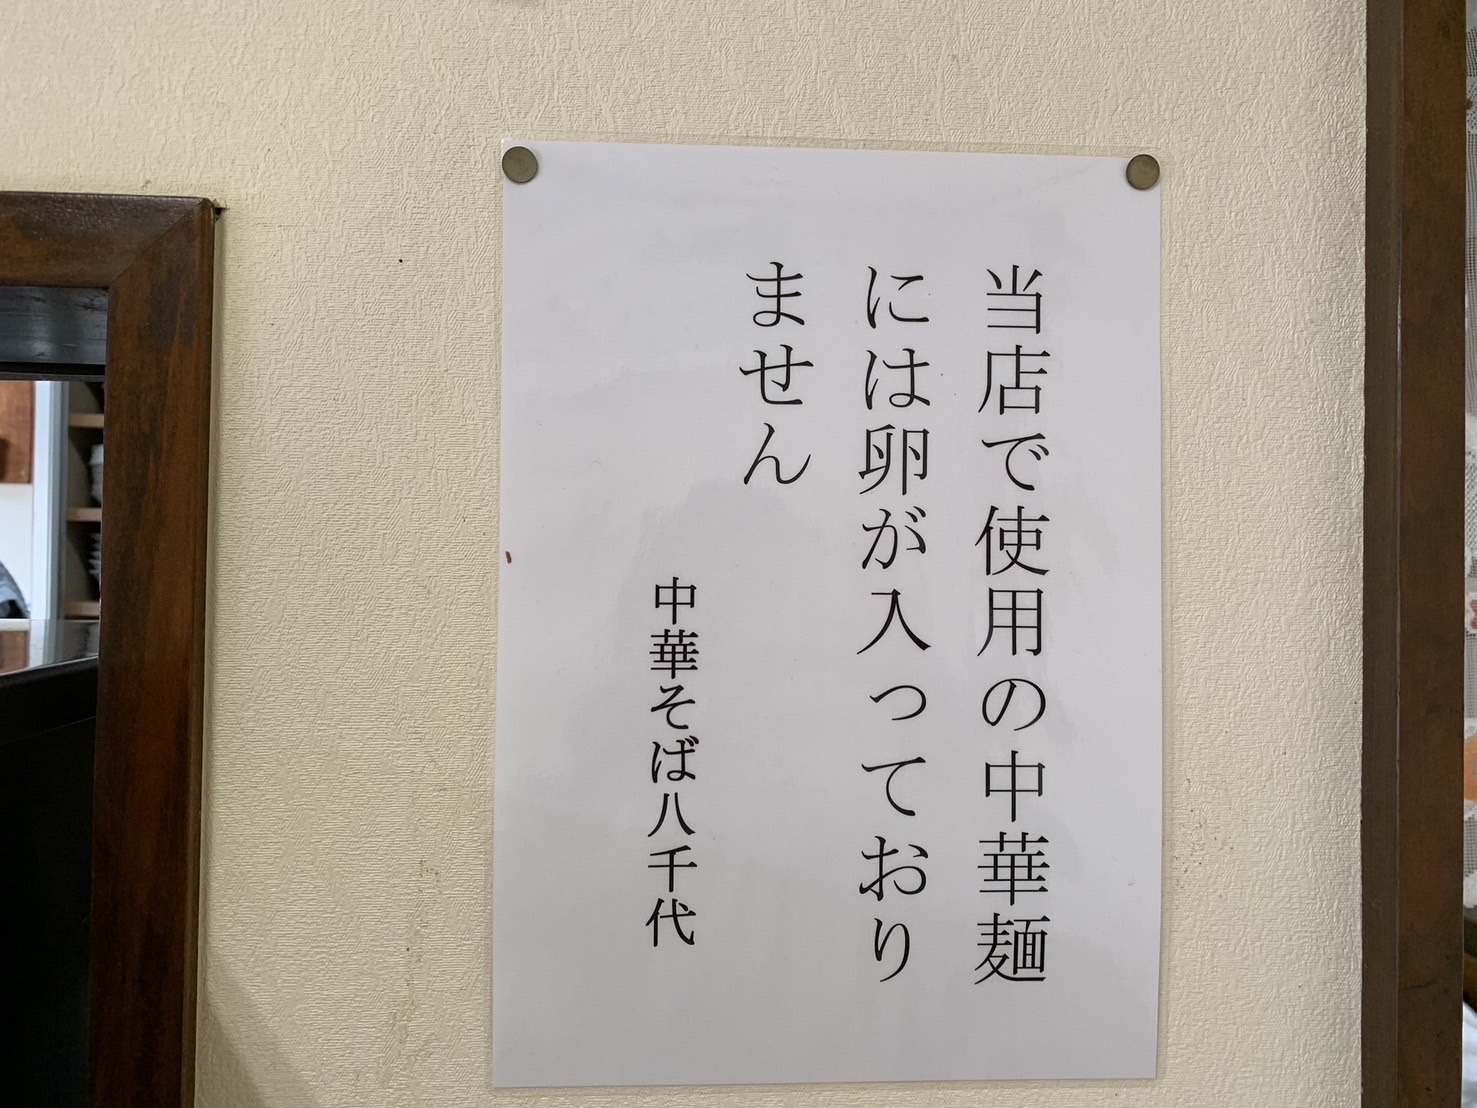 当店で使用の中華麺
には卵が入っており
ません
中華そば八千代